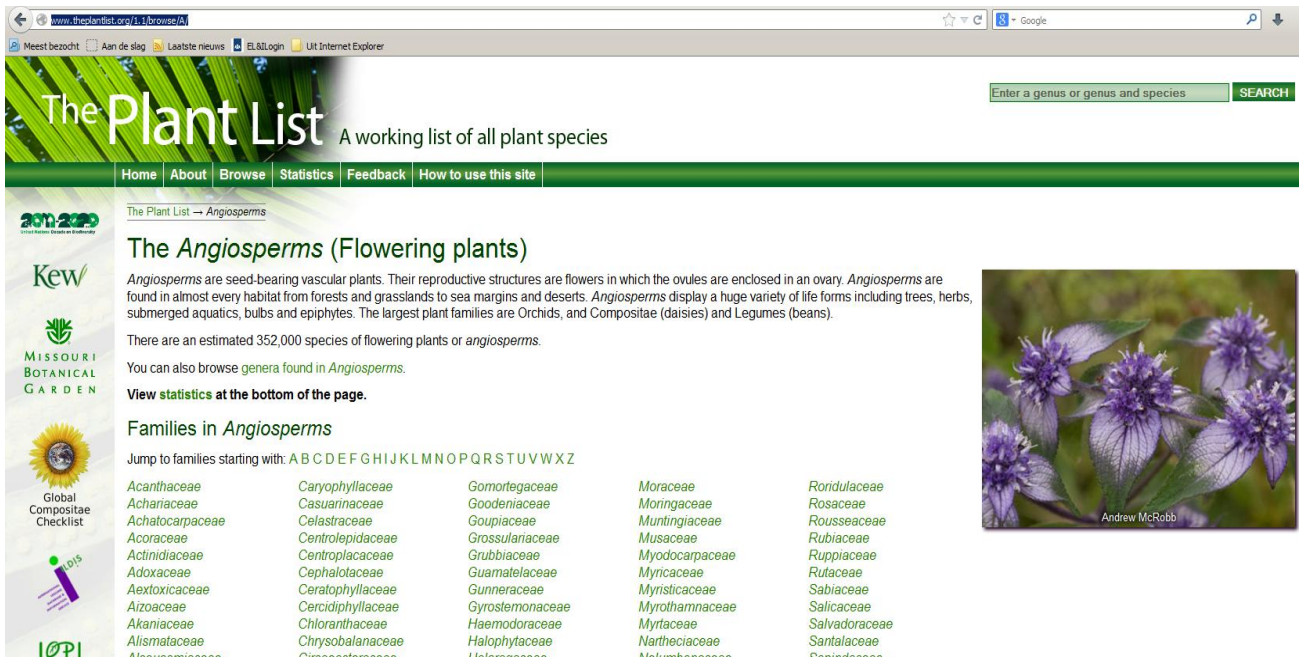 www.theplantlist.org/1.1/browse/A/
Google
Meest bezocht Aan de slag Laatste nieuws EL&ILogin Uit Internet Explorer
The Plant List A working list of all plant species
Enter a genus or genus and species SEARCH
Home About Browse Statistics Feedback How to use this site
2011-2020
United Nations Decade on Biodiversity
Kew
MISSOURI
BOTANICAL
GARDEN
Global
Compositae
Checklist
ILDIS
IOPI
The Plant List → Angiosperms
The Angiosperms (Flowering plants)
Angiosperms are seed-bearing vascular plants. Their reproductive structures are flowers in which the ovules are enclosed in an ovary. Angiosperms are
found in almost every habitat from forests and grasslands to sea margins and deserts. Angiosperms display a huge variety of life forms including trees, herbs,
submerged aquatics, bulbs and epiphytes. The largest plant families are Orchids, and Compositae (daisies) and Legumes (beans).
There are an estimated 352,000 species of flowering plants or angiosperms.
You can also browse genera found in Angiosperms.
View statistics at the bottom of the page.
Families in Angiosperms
Jump to families starting with: A B C D E F G H I J K L M N O P Q R S T U V W X Z
Acanthaceae Caryophyllaceae Gomortegaceae Moraceae Roridulaceae
Achariaceae Casuarinaceae Goodeniaceae Moringaceae Rosaceae
Achatocarpaceae Celastraceae Goupiaceae Muntingiaceae Rousseaceae
Acoraceae Centrolepidaceae Grossulariaceae Musaceae Rubiaceae
Actinidiaceae Centroplacaceae Grubbiaceae Myodocarpaceae Ruppiaceae
Adoxaceae Cephalotaceae Guamatelaceae Myricaceae Rutaceae
Aextoxicaceae Ceratophyllaceae Gunneraceae Myristicaceae Sabiaceae
Aizoaceae Cercidiphyllaceae Gyrostemonaceae Myrothamnaceae Salicaceae
Akaniaceae Chloranthaceae Haemodoraceae Myrtaceae Salvadoraceae
Alismataceae Chrysobalanaceae Halophytaceae Nartheciaceae Santalaceae
Andrew McRobb